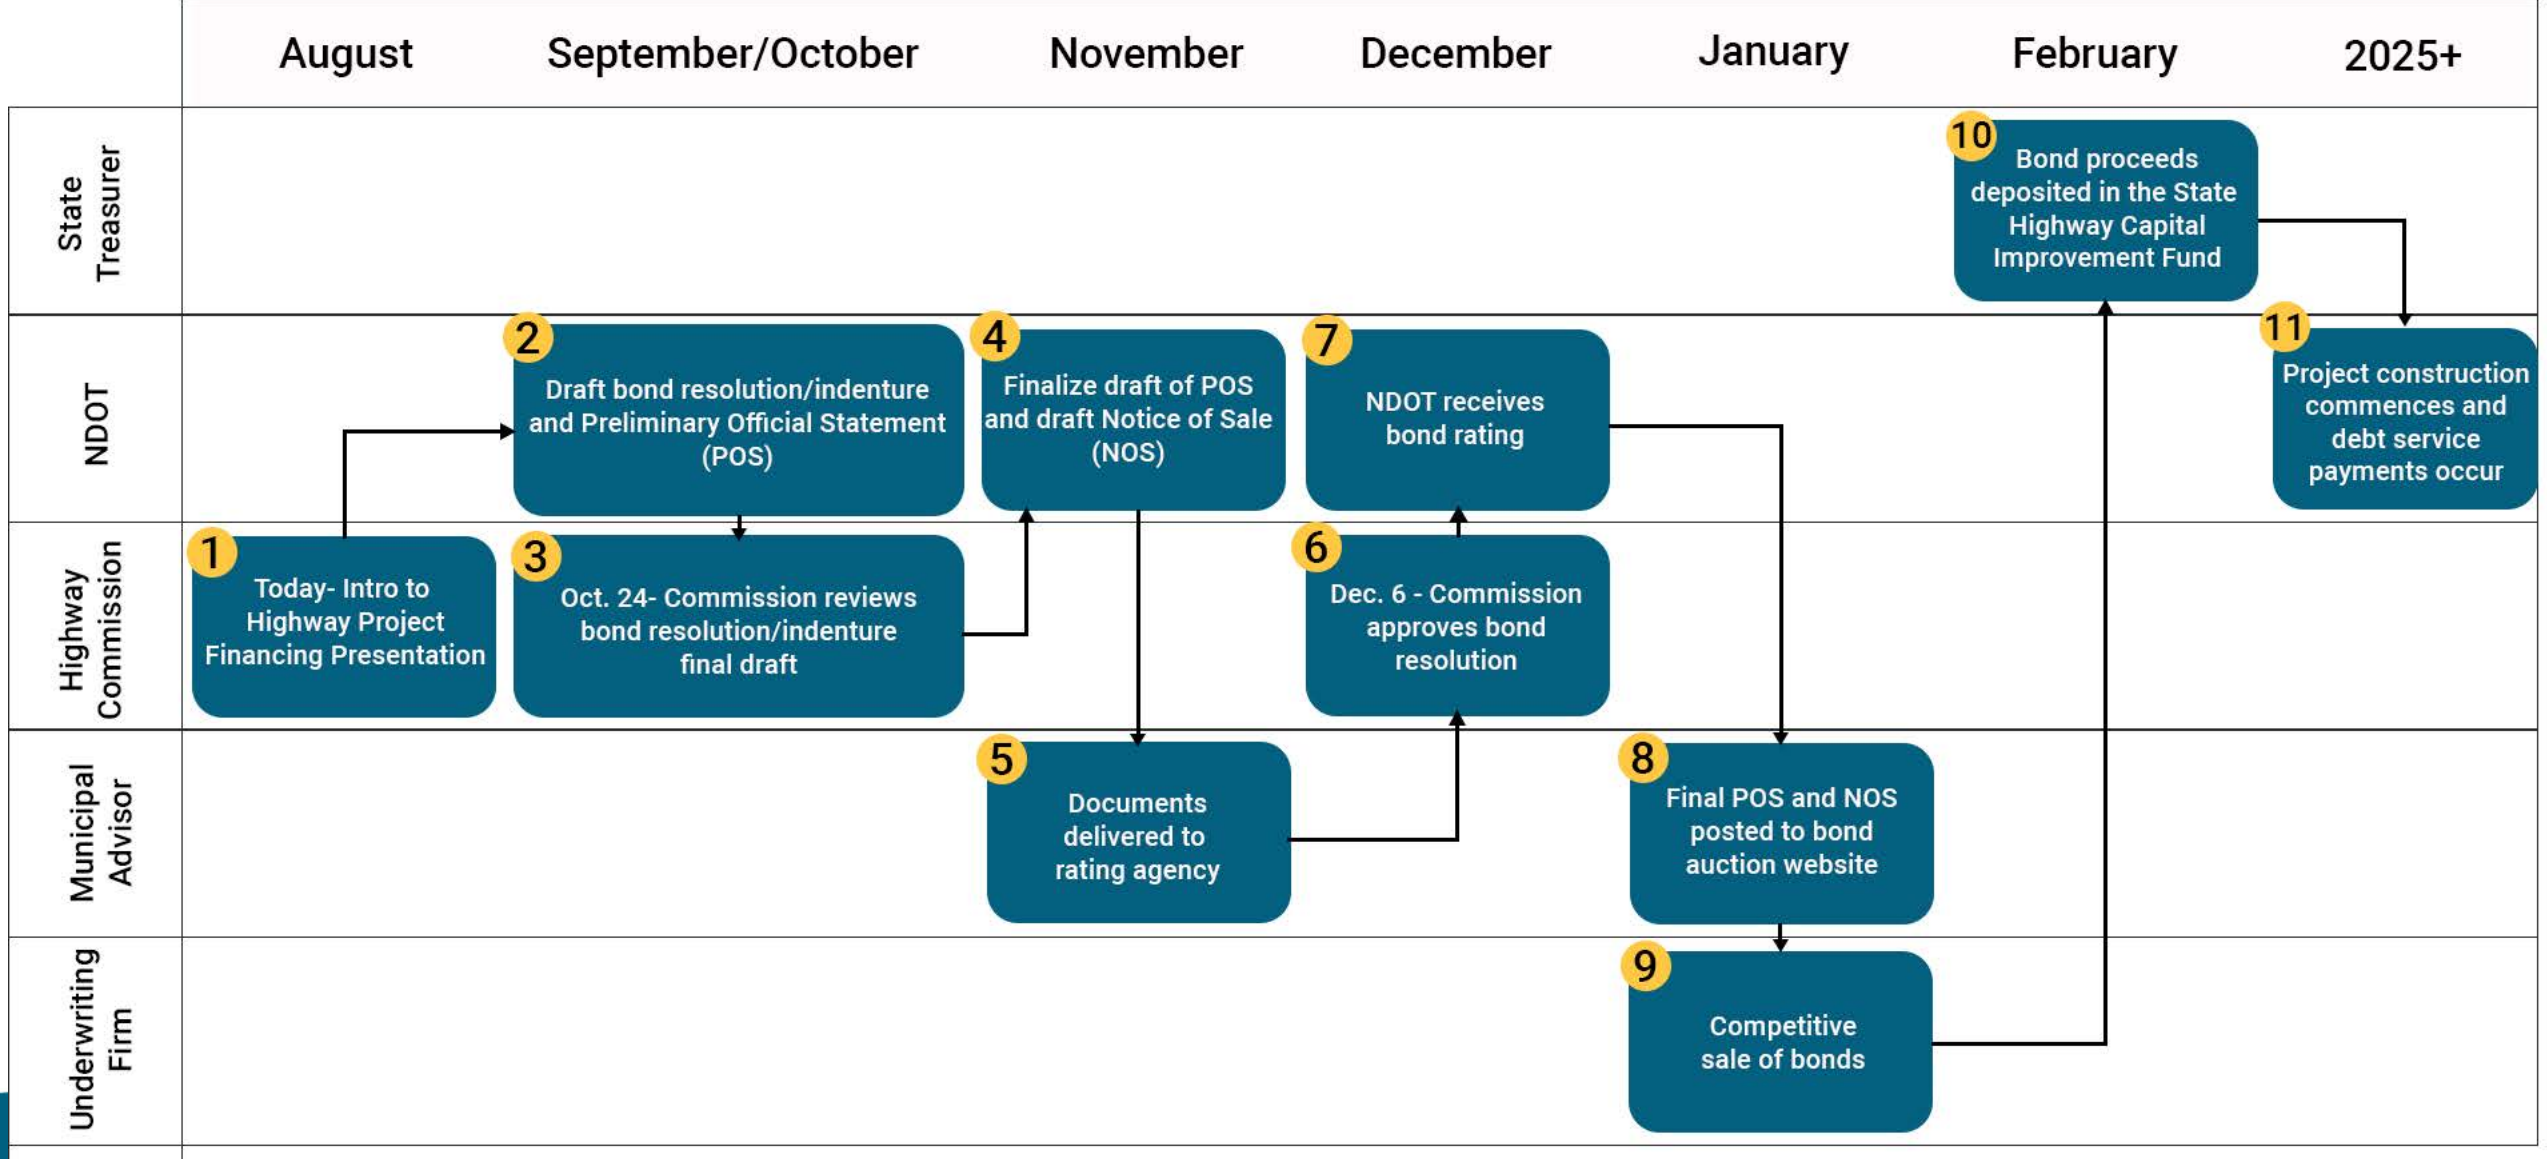 August
September/October
November
December
January
February
2025+
State
Treasurer
10
Bond proceeds
deposited in the State
Highway Capital
Improvement Fund
NDOT
2
Draft bond resolution/indenture
and Preliminary Official Statement
(POS)
4
Finalize draft of POS
and draft Notice of Sale
(NOS)
7
NDOT receives
bond rating
11
Project construction
commences and
debt service
payments occur
Highway
Commission
1
Today- Intro to
Highway Project
Financing Presentation
3
Oct. 24- Commission reviews
bond resolution/indenture
final draft
6
Dec. 6 - Commission
approves bond
resolution
Municipal
Advisor
5
Documents
delivered to
rating agency
8
Final POS and NOS
posted to bond
auction website
Underwriting
Firm
9
Competitive
sale of bonds